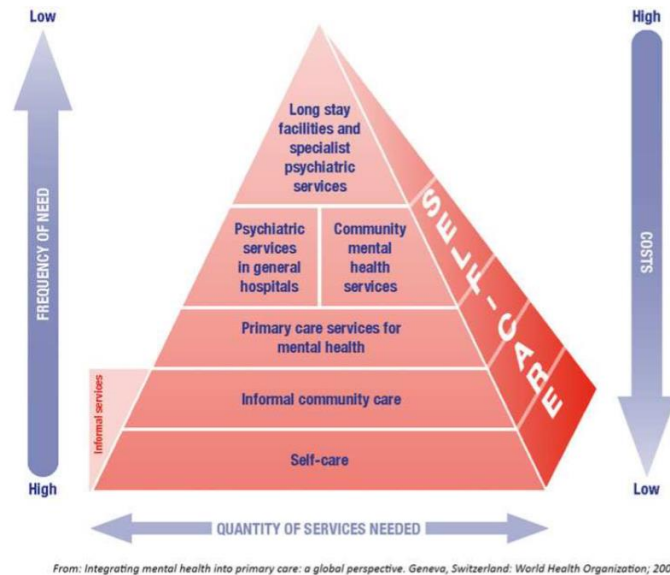 Low
High
FREQUENCY OF NEED
COSTS
Long stay
facilities and
specialist
psychiatric
services
Psychiatric
services
in general
hospitals
Community
mental
health
services
SELF-CARE
Primary care services for
mental health
Informal services
Informal community care
Self-care
High
Low
QUANTITY OF SERVICES NEEDED
From: Integrating mental health into primary care: a global perspective. Geneva, Switzerland: World Health Organization;